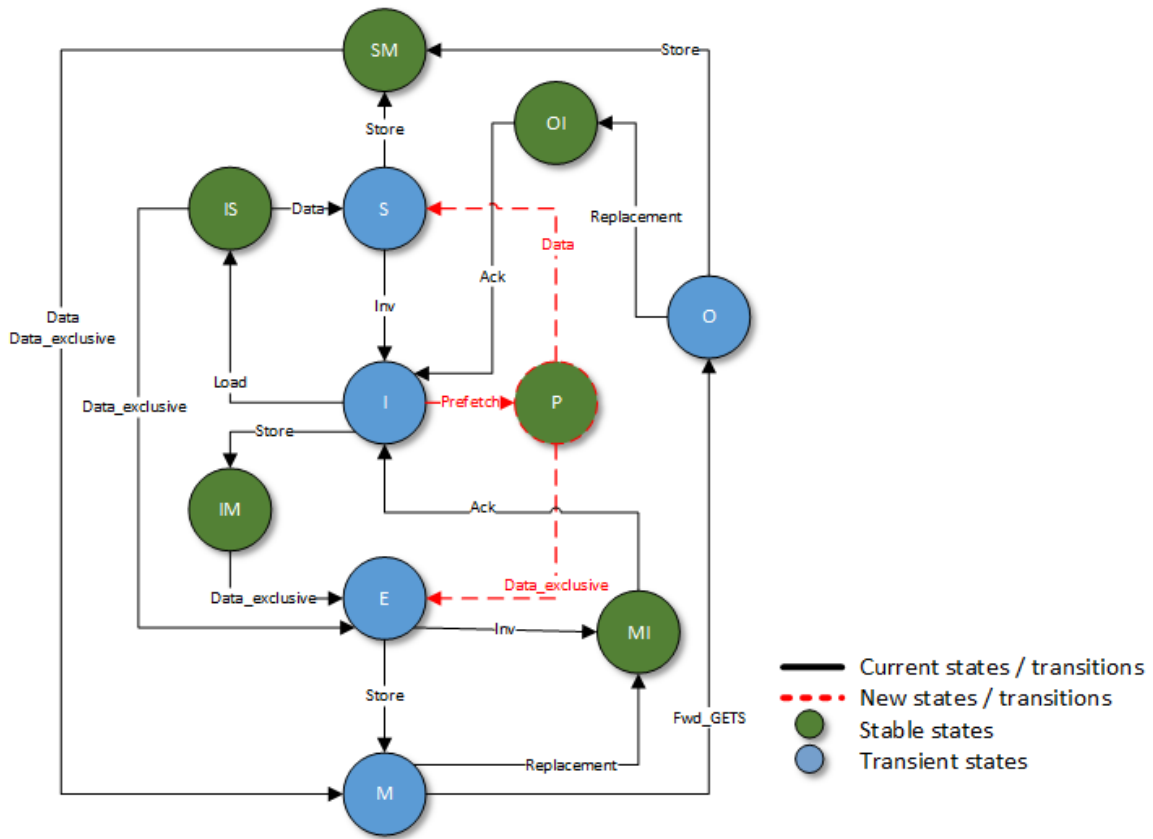 SM
Store
OI
Store
IS
Data
S
Replacement
Data
Ack
O
Inv
Data
Data_exclusive
Load
Data_exclusive
I
Prefetch
P
Store
IM
Ack
Data_exclusive
E
Data_exclusive
Inv
MI
Store
Fwd_GETS
M
Replacement
Current states / transitions
New states / transitions
Stable states
Transient states